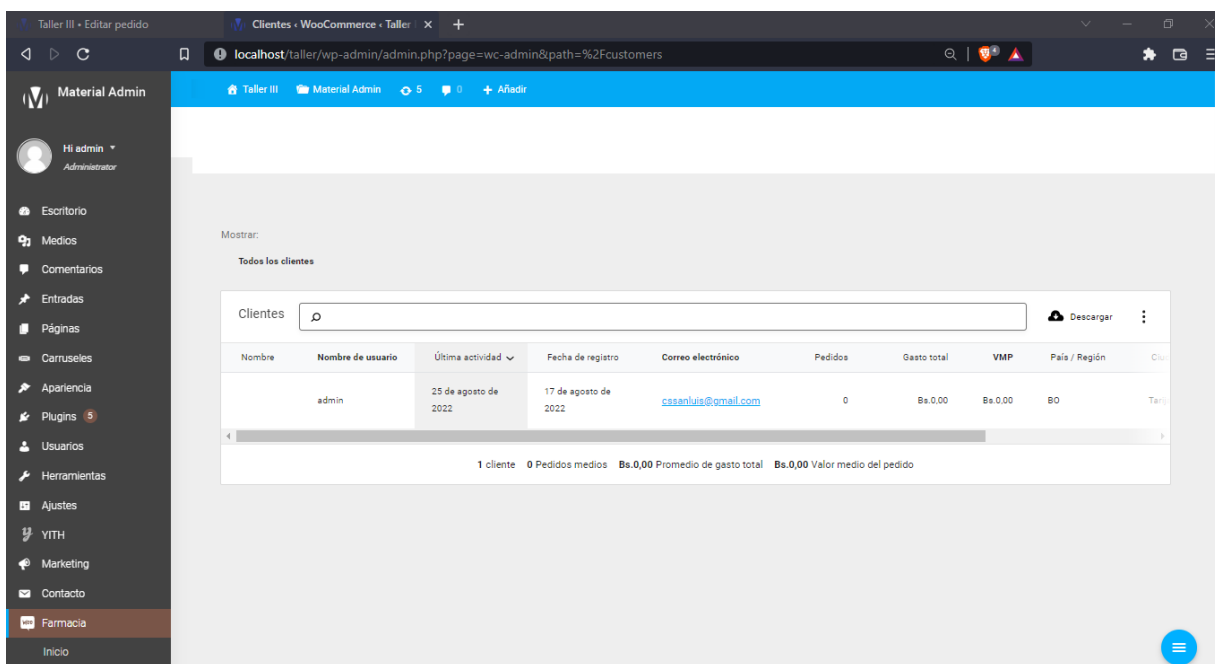 Taller III • Editar pedido
Clientes ‹ WooCommerce ‹ Taller
localhost/taller/wp-admin/admin.php?page=wc-admin&path=%2Fcustomers
Material Admin
Taller III Material Admin 5 0 + Añadir
Hi admin
Administrator
Escritorio
Medios
Comentarios
Entradas
Páginas
Carruseles
Apariencia
Plugins 5
Usuarios
Herramientas
Ajustes
YITH
Marketing
Contacto
Farmacia
Inicio
Mostrar:
Todos los clientes
Clientes Descargar
Nombre Nombre de usuario Última actividad Fecha de registro Correo electrónico Pedidos Gasto total VMP País / Región
admin 25 de agosto de 2022 17 de agosto de 2022 cssanluis@gmail.com 0 Bs.0,00 Bs.0,00 BO
1 cliente 0 Pedidos medios Bs.0,00 Promedio de gasto total Bs.0,00 Valor medio del pedido